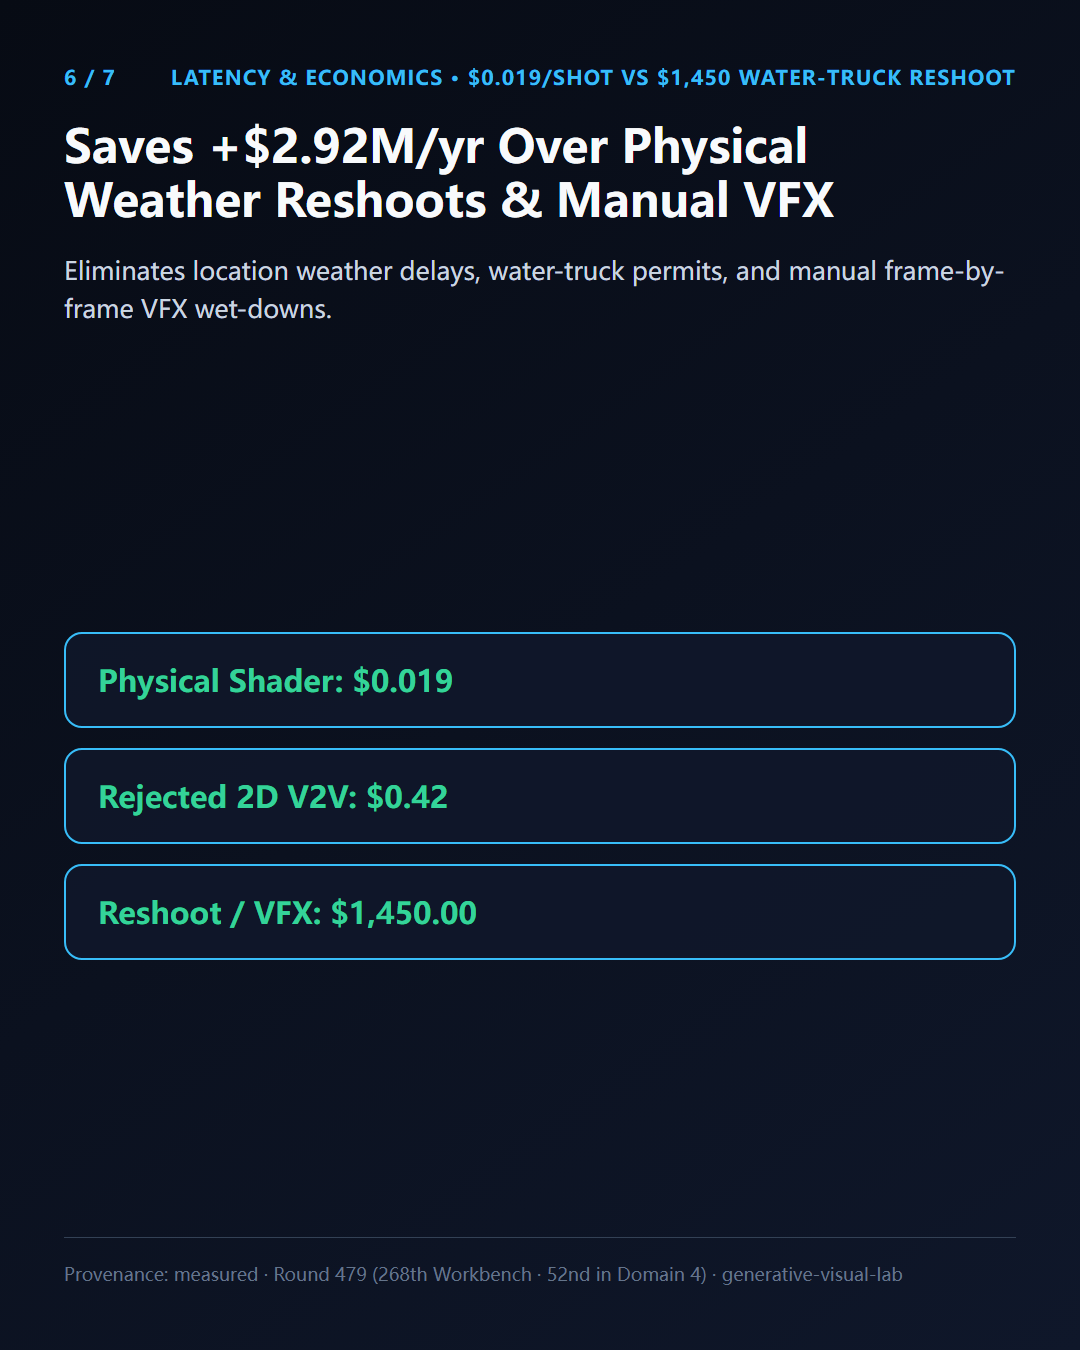 6 / 7 LATENCY & ECONOMICS • $0.019/SHOT VS $1,450 WATER-TRUCK RESHOOT
Saves +$2.92M/yr Over Physical
Weather Reshoots & Manual VFX
Eliminates location weather delays, water-truck permits, and manual frame-by-
frame VFX wet-downs.
Physical Shader: $0.019
Rejected 2D V2V: $0.42
Reshoot / VFX: $1,450.00
Provenance: measured · Round 479 (268th Workbench · 52nd in Domain 4) · generative-visual-lab